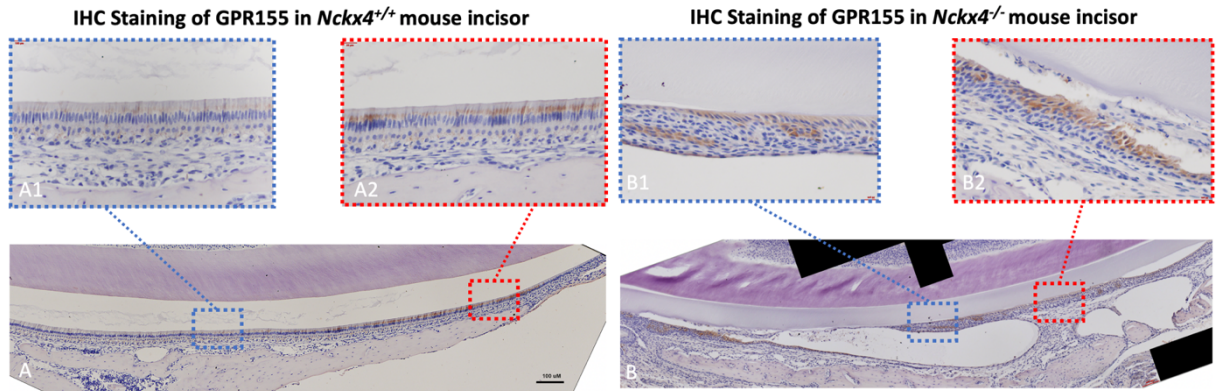 IHC Staining of GPR155 in Nckx4+/+ mouse incisor
IHC Staining of GPR155 in Nckx4-/- mouse incisor
A1
A2
B1
B2
A
100 uM
B